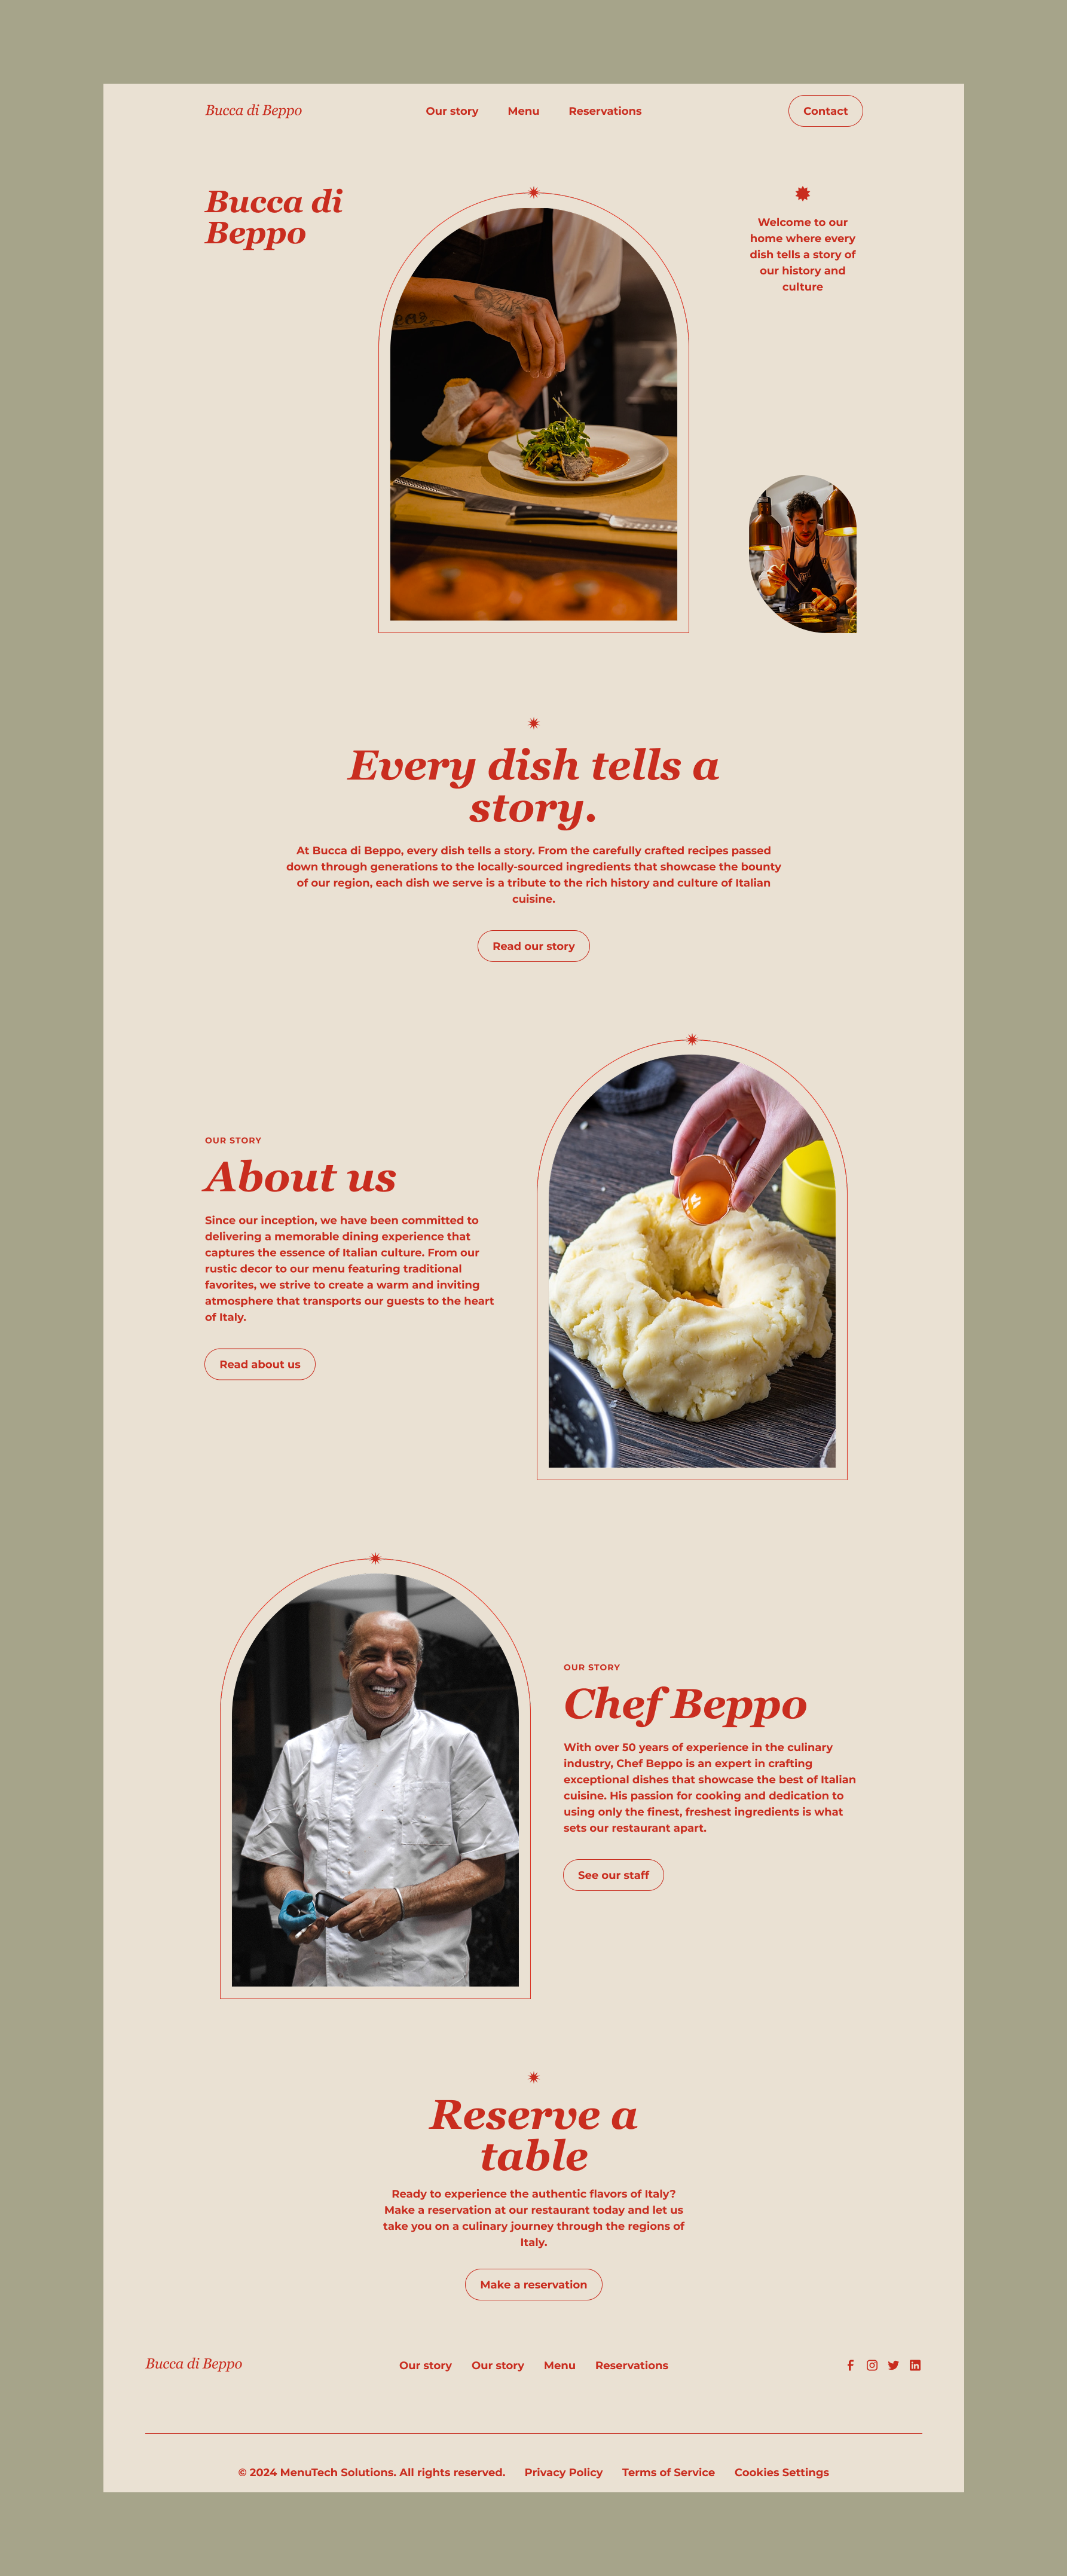 Bucca di Beppo
Our story
Menu
Reservations
Contact
Bucca di
Beppo
Welcome to our
home where every
dish tells a story of
our history and
culture
Every dish tells a
story.
At Bucca di Beppo, every dish tells a story. From the carefully crafted recipes passed
down through generations to the locally-sourced ingredients that showcase the bounty
of our region, each dish we serve is a tribute to the rich history and culture of Italian
cuisine.
Read our story
OUR STORY
About us
Since our inception, we have been committed to
delivering a memorable dining experience that
captures the essence of Italian culture. From our
rustic decor to our menu featuring traditional
favorites, we strive to create a warm and inviting
atmosphere that transports our guests to the heart
of Italy.
Read about us
OUR STORY
Chef Beppo
With over 50 years of experience in the culinary
industry, Chef Beppo is an expert in crafting
exceptional dishes that showcase the best of Italian
cuisine. His passion for cooking and dedication to
using only the finest, freshest ingredients is what
sets our restaurant apart.
See our staff
Reserve a
table
Ready to experience the authentic flavors of Italy?
Make a reservation at our restaurant today and let us
take you on a culinary journey through the regions of
Italy.
Make a reservation
Bucca di Beppo
Our story
Our story
Menu
Reservations
© 2024 MenuTech Solutions. All rights reserved.
Privacy Policy
Terms of Service
Cookies Settings